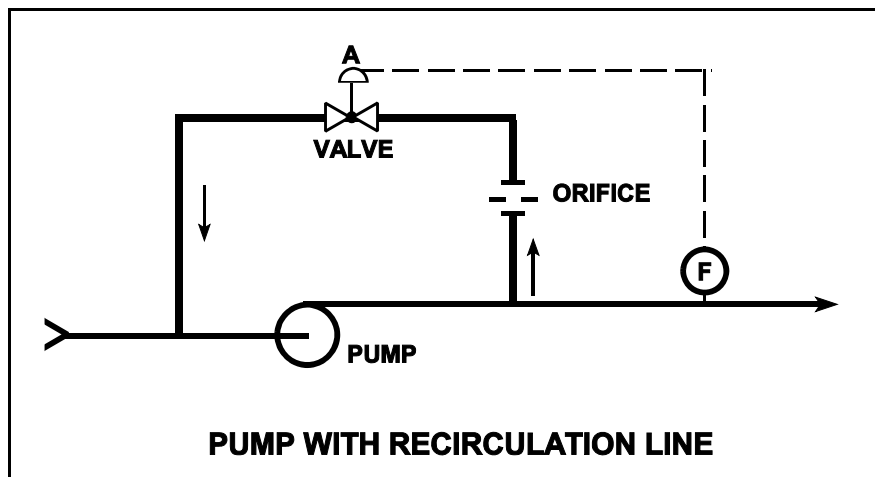 A
VALVE
ORIFICE
F
PUMP
PUMP WITH RECIRCULATION LINE